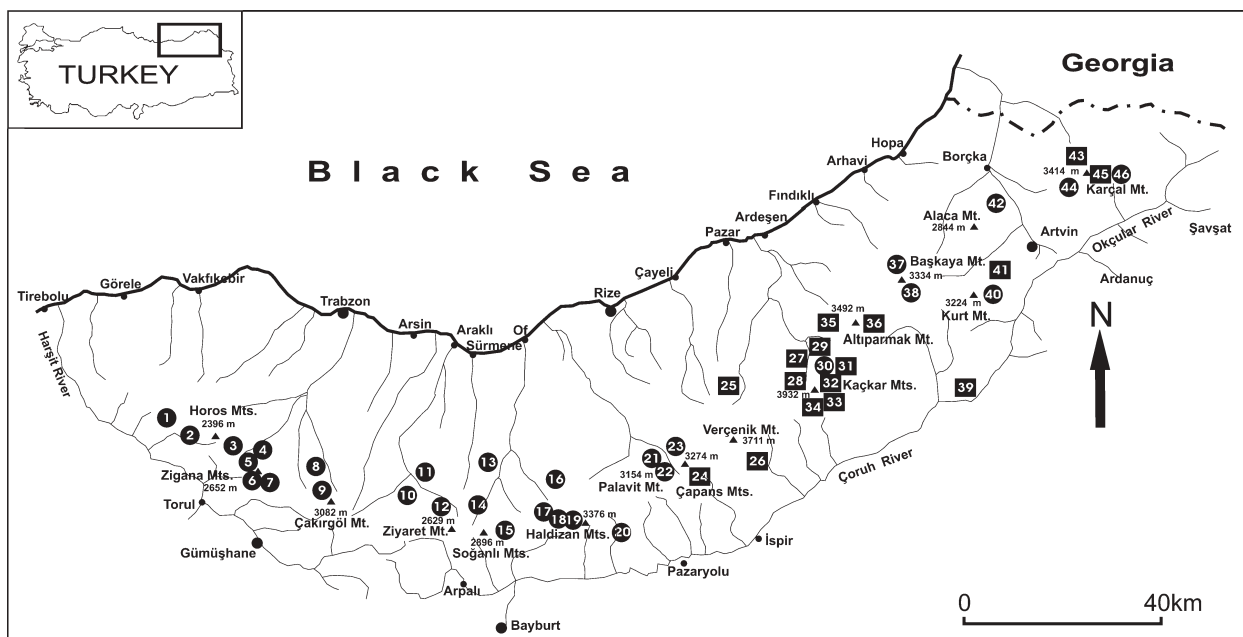 TURKEY
Georgia
Black Sea
Hopa
Borçka
Arhavi
43
3414 m
45
46
44
Karçal Mt.
Fındıklı
42
Alaca Mt.
2844 m
Ardeşen
Artvin
Okçular River
Şavşat
Pazar
37
Başkaya Mt.
3334 m
41
Ardanuç
Çayeli
38
3224 m
40
Kurt Mt.
N
Tirebolu
Görele
Vakfıkebir
Trabzon
Rize
Arsin
Araklı
Of
Sürmene
3492 m
35
36
Altıparmak Mt.
Harşit River
29
27
30
31
28
32
Kaçkar Mts.
3932 m
25
39
34
33
1
Horos Mts.
2396 m
2
3
4
5
Zigana Mts.
2652 m
6
7
8
9
3082 m
Çakırgöl Mt.
Torul
Gümüşhane
Verçenik Mt.
3711 m
26
Çoruh River
23
21
3274 m
3154 m
22
24
Palavit Mt.
Çapans Mts.
13
11
16
10
12
14
2629 m
Ziyaret Mt.
15
2896 m
Soğanlı Mts.
17
18
19
3376 m
Haldizan Mts.
20
İspir
Pazaryolu
Arpalı
Bayburt
0
40km